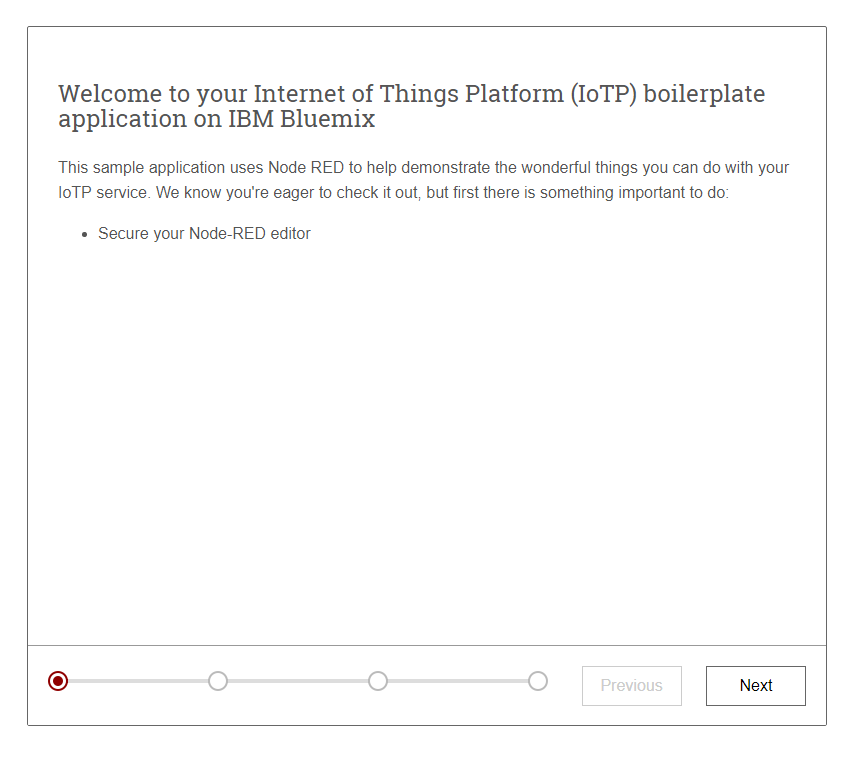 Welcome to your Internet of Things Platform (IoTP) boilerplate
application on IBM Bluemix
This sample application uses Node RED to help demonstrate the wonderful things you can do with your
IoTP service. We know you're eager to check it out, but first there is something important to do:
• Secure your Node-RED editor
Previous
Next